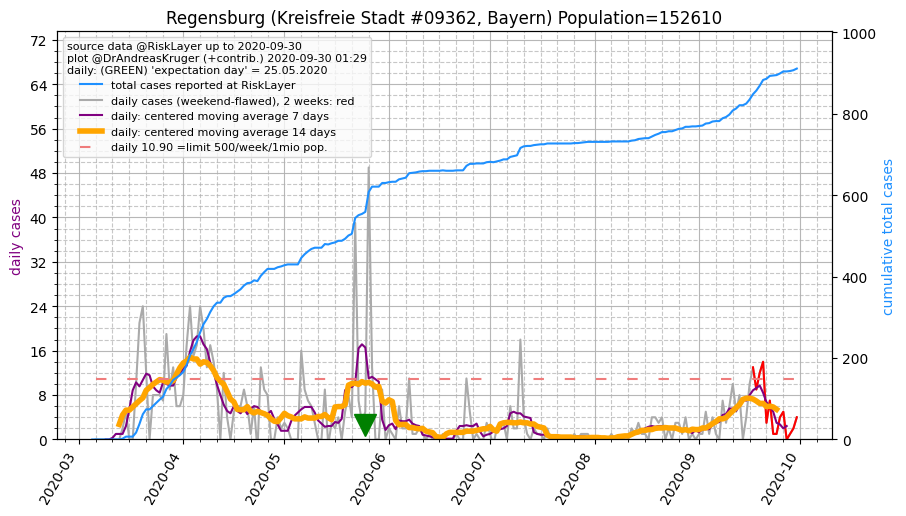 Regensburg (Kreisfreie Stadt #09362, Bayern) Population=152610
source data @RiskLayer up to 2020-09-30
plot @DrAndreasKruger (+contrib.) 2020-09-30 01:29
daily: (GREEN) 'expectation day' = 25.05.2020
total cases reported at RiskLayer
daily cases (weekend-flawed), 2 weeks: red
daily: centered moving average 7 days
daily: centered moving average 14 days
daily 10.90 =limit 500/week/1mio pop.
daily cases
72
64
56
48
40
32
24
16
8
0
1000
800
600
400
200
0
cumulative total cases
2020-03
2020-04
2020-05
2020-06
2020-07
2020-08
2020-09
2020-10